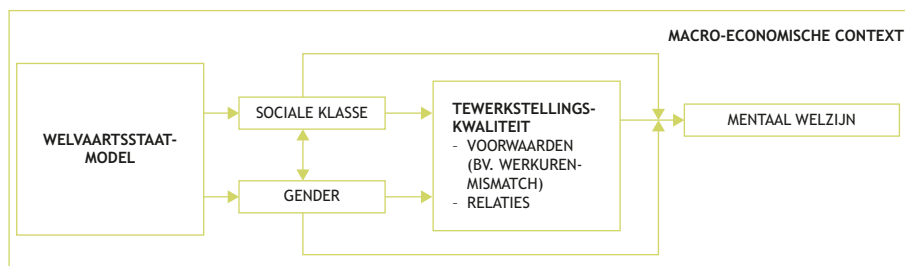 MACRO-ECONOMISCHE CONTEXT
WELVAARTSSTAAT-
MODEL
SOCIALE KLASSE
GENDER
TEWERKSTELLINGS-
KWALITEIT
- VOORWAARDEN
(BV. WERKUREN-
MISMATCH)
- RELATIES
MENTAAL WELZIJN